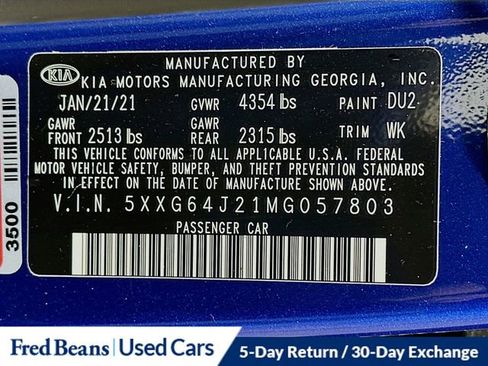 MANUFACTURED BY
KIA KIA MOTORS MANUFACTURING GEORGIA, INC.
JAN/21/21 GVWR 4354 lbs PAINT DU2
GAWR FRONT 2513 lbs GAWR REAR 2315 lbs TRIM WK
THIS VEHICLE CONFORMS TO ALL APPLICABLE U.S.A. FEDERAL
MOTOR VEHICLE SAFETY, BUMPER, AND THEFT PREVENTION STANDARDS
IN EFFECT ON THE DATE OF MANUFACTURE SHOWN ABOVE.
V.I.N. 5XXG64J21MG057803
PASSENGER CAR
3500
Fred Beans | Used Cars 5-Day Return / 30-Day Exchange